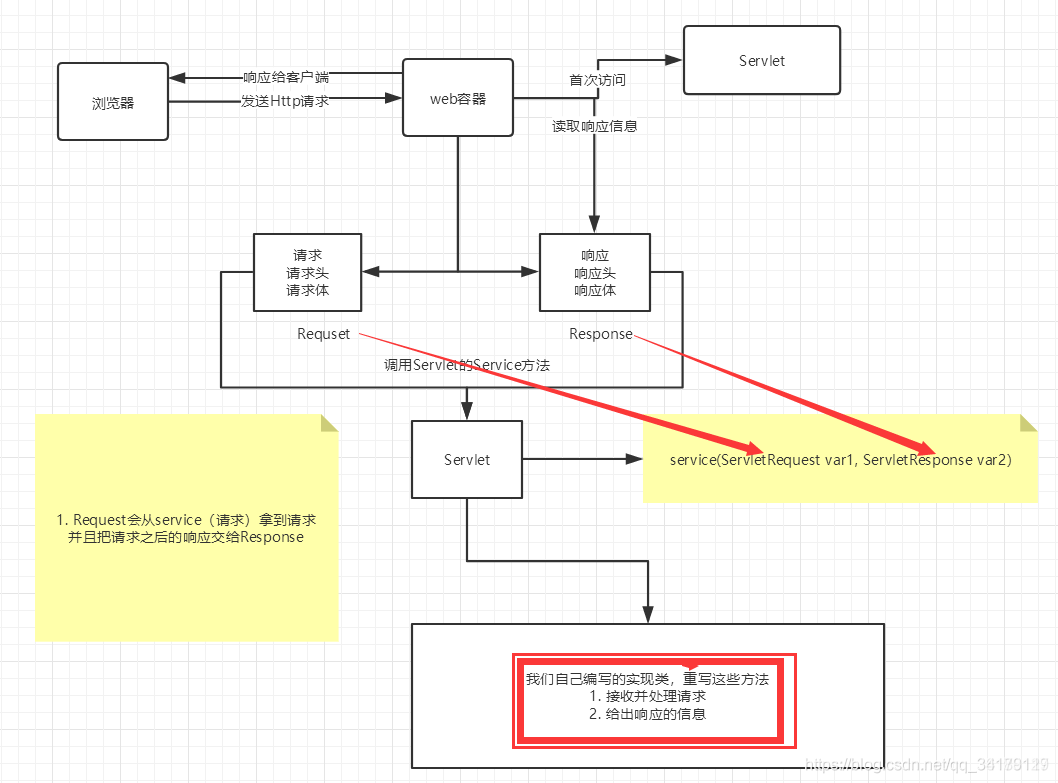 Servlet
响应给客户端
首次访问
浏览器
发送Http请求
web容器
读取响应信息
请求
请求头
请求体
响应
响应头
响应体
Requset
Response
调用Servlet的Service方法
Servlet
service(ServletRequest var1, ServletResponse var2)
1. Request会从service（请求）拿到请求
并且把请求之后的响应交给Response
我们自己编写的实现类，重写这些方法
1. 接收并处理请求
2. 给出响应的信息